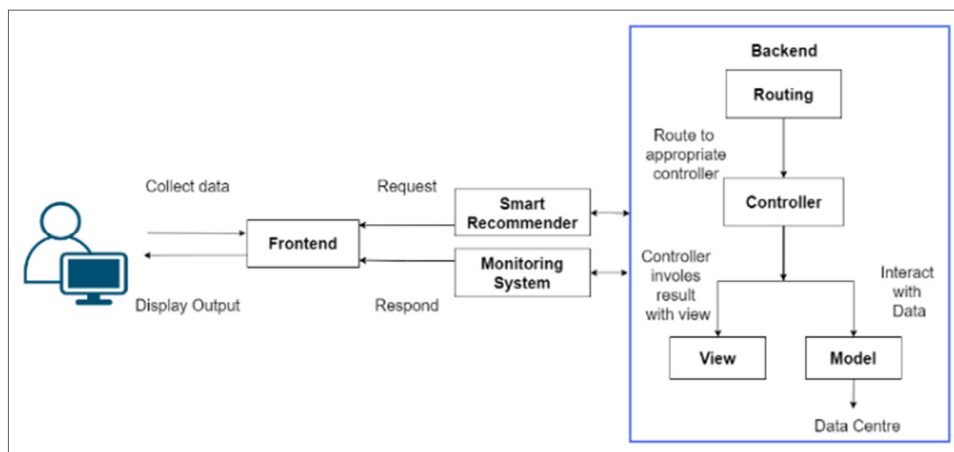 Collect data
Display Output
Frontend
Request
Respond
Smart
Recommender
Monitoring
System
Backend
Routing
Route to
appropriate
controller
Controller
Controller
involes
result
with view
Interact
with
Data
View
Model
Data Centre